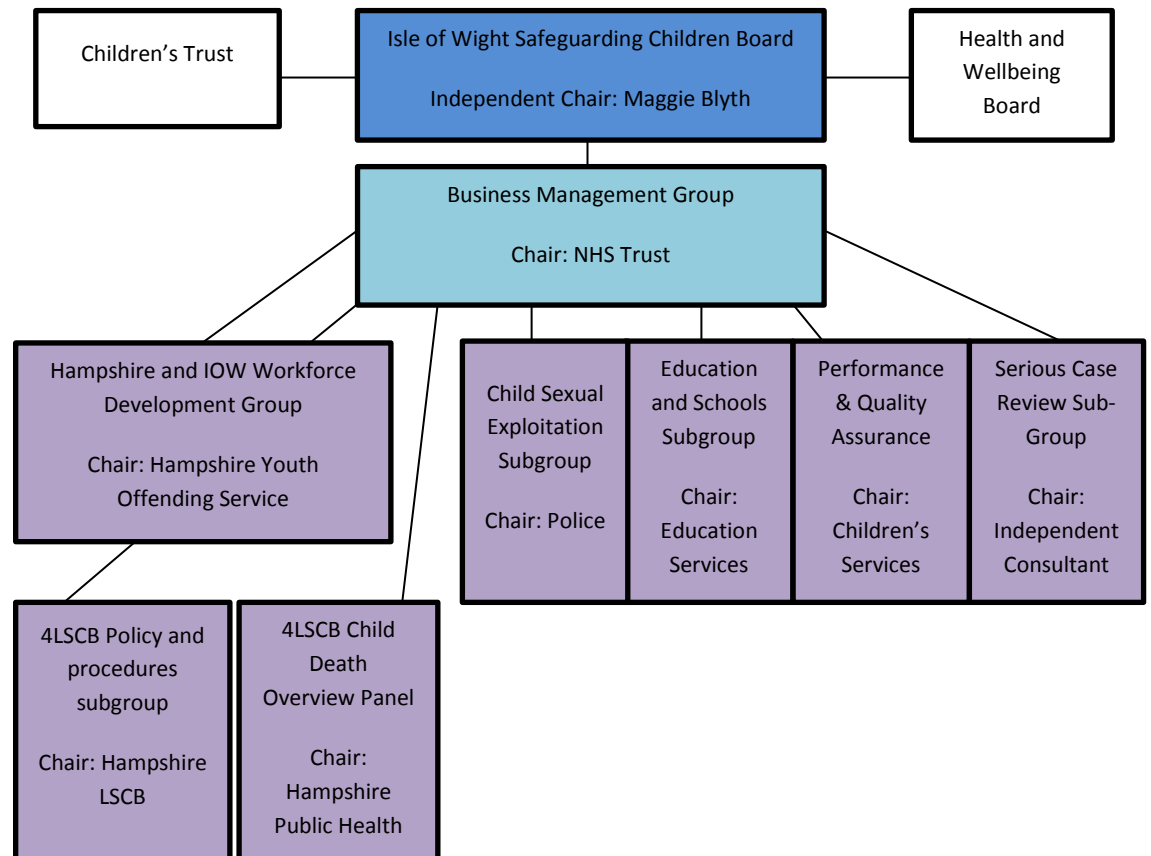 Children’s Trust
Isle of Wight Safeguarding Children Board
Independent Chair: Maggie Blyth
Health and
Wellbeing
Board
Business Management Group
Chair: NHS Trust
Hampshire and IOW Workforce
Development Group
Chair: Hampshire Youth
Offending Service
Child Sexual
Exploitation
Subgroup
Chair: Police
Education
and Schools
Subgroup
Chair:
Education
Services
Performance
& Quality
Assurance
Chair:
Children’s
Services
Serious Case
Review Sub-
Group
Chair:
Independent
Consultant
4LSCB Policy and
procedures
subgroup
Chair: Hampshire
LSCB
4LSCB Child
Death
Overview Panel
Chair:
Hampshire
Public Health